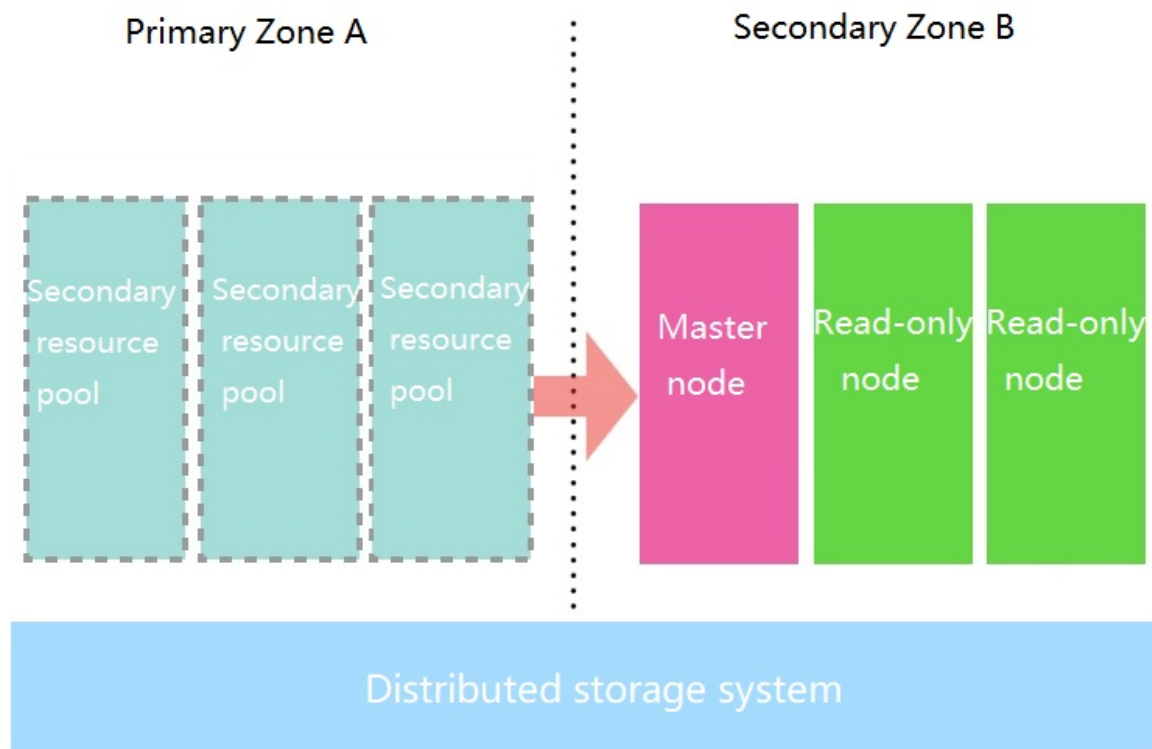 Primary Zone A
Secondary Zone B
Secondary
resource
pool
Secondary
resource
pool
Secondary
resource
pool
Master
node
Read-only
node
Read-only
node
Distributed storage system